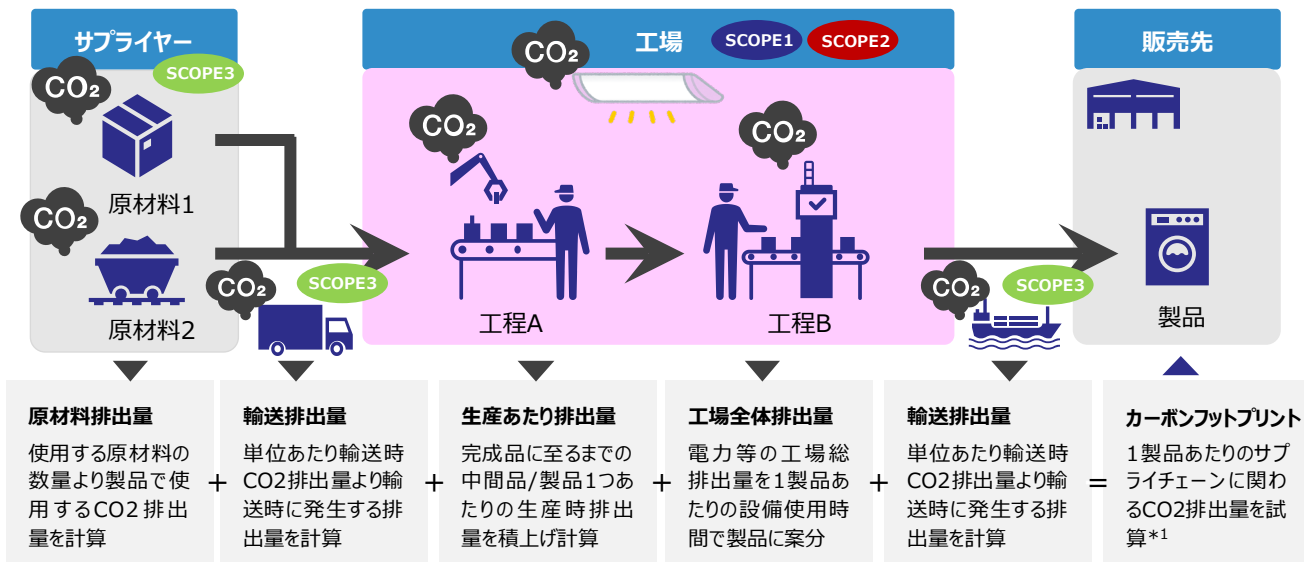 サプライヤー
工場
SCOPE1
SCOPE2
販売先
CO₂
CO₂
SCOPE3
原材料1
CO₂
原材料2
CO₂
SCOPE3
CO₂
工程A
CO₂
工程B
CO₂
SCOPE3
製品
原材料排出量
使用する原材料の
数量より製品で使
用するCO2排出
量を計算
+
輸送排出量
単位あたり輸送時
CO2排出量より輸
送時に発生する排
出量を計算
+
生産あたり排出量
完成品に至るまでの
中間品/製品1つあ
たりの生産時排出
量を積上げ計算
+
工場全体排出量
電力等の工場総
排出量を1製品あ
たりの設備使用時
間で製品に案分
+
輸送排出量
単位あたり輸送時
CO2排出量より輸
送時に発生する排
出量を計算
=
カーボンフットプリント
1製品あたりのサプ
ライチェーンに関わ
るCO2排出量を試
算*1